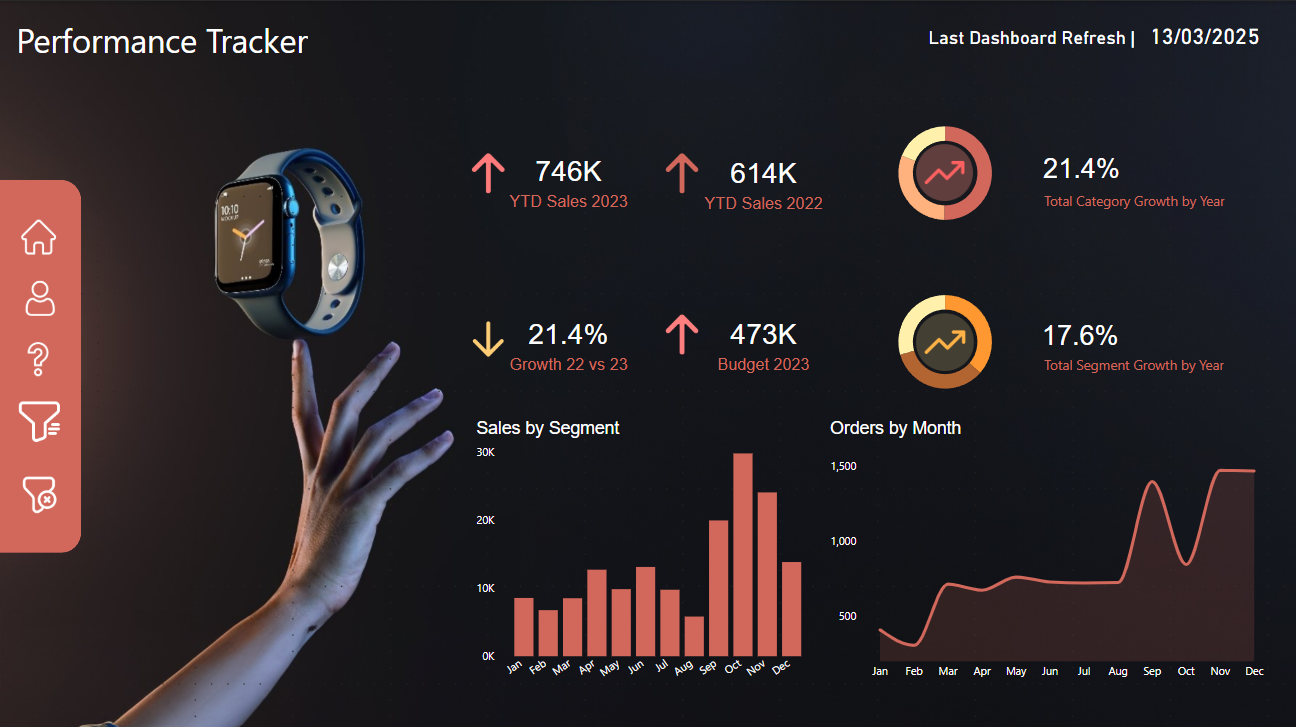 Performance Tracker
Last Dashboard Refresh | 13/03/2025
746K
YTD Sales 2023
614K
YTD Sales 2022
21.4%
Total Category Growth by Year
10:10
21.4%
Growth 22 vs 23
473K
Budget 2023
17.6%
Total Segment Growth by Year
Sales by Segment
30K
20K
10K
0K
Jan Feb Mar Apr May Jun Jul Aug Sep Oct Nov Dec
Orders by Month
1,500
1,000
500
Jan Feb Mar Apr May Jun Jul Aug Sep Oct Nov Dec